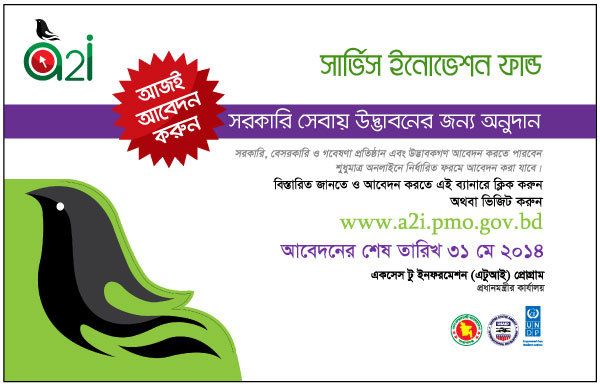 a2i
সার্ভিস ইনোভেশন ফান্ড
আজই
আবেদন
করুন
সরকারি সেবায় উদ্ভাবনের জন্য অনুদান
সরকারি, বেসরকারি ও গবেষণা প্রতিষ্ঠান এবং উদ্ভাবকগণ আবেদন করতে পারবেন
শুধুমাত্র অনলাইনে নির্ধারিত ফরমে আবেদন করা যাবে।
বিস্তারিত জানতে ও আবেদন করতে এই ব্যানারে ক্লিক করুন
অথবা ভিজিট করুন
www.a2i.pmo.gov.bd
আবেদনের শেষ তারিখ ৩১ মে ২০১৪
একসেস টু ইনফরমেশন (এটুআই) প্রোগ্রাম
প্রধানমন্ত্রীর কার্যালয়
USAID
U N
D P